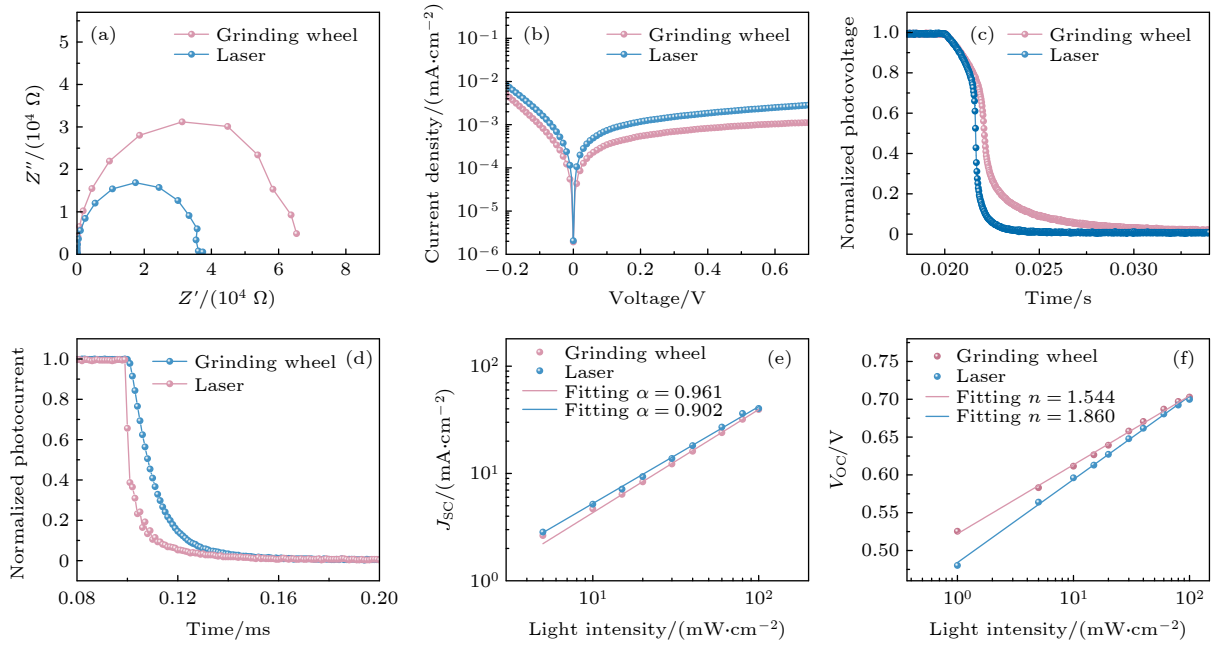 (a)
Grinding wheel
Laser
Z″/(10⁴ Ω)
5
4
3
2
1
0
0
2
4
6
8
Z′/(10⁴ Ω)
(b)
Grinding wheel
Laser
Current density/(mA·cm⁻²)
10⁻¹
10⁻²
10⁻³
10⁻⁴
10⁻⁵
10⁻⁶
−0.2
0
0.2
0.4
0.6
Voltage/V
(c)
Grinding wheel
Laser
Normalized photovoltage
1.0
0.8
0.6
0.4
0.2
0
0.020
0.025
0.030
Time/s
(d)
Grinding wheel
Laser
Normalized photocurrent
1.0
0.8
0.6
0.4
0.2
0
0.08
0.12
0.16
0.20
Time/ms
(e)
Grinding wheel
Laser
Fitting α = 0.961
Fitting α = 0.902
J_SC/(mA·cm⁻²)
10²
10¹
10⁰
10¹
10²
Light intensity/(mW·cm⁻²)
(f)
Grinding wheel
Laser
Fitting n = 1.544
Fitting n = 1.860
V_OC/V
0.75
0.70
0.65
0.60
0.55
0.50
10⁰
10¹
10²
Light intensity/(mW·cm⁻²)